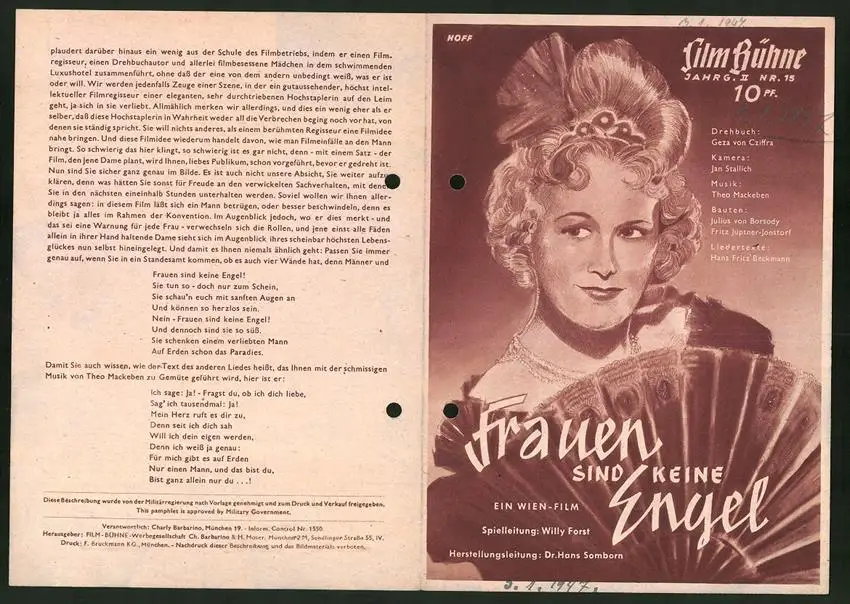 plaudert darüber hinaus ein wenig aus der Schule des Filmbetriebs, indem er einen Film-
regisseur, einen Drehbuchautor und allerlei filmbesessene Mädchen in dem schwimmenden
Luxushotel zusammenführt, ohne daß der eine von dem andern unbedingt weiß, was er ist
oder will. Wir werden jedenfalls Zeuge einer Szene, in der ein gutaussehender, höchst intel-
lektueller Filmregisseur einer eleganten, sehr durchtriebenen Hochstaplerin auf den Leim
geht, ja sich in sie verliebt. Allmählich merken wir allerdings, und dies ein wenig eher als er
selber, daß diese Hochstaplerin in Wahrheit weder all die Verbrechen beging noch vorhat, von
denen sie ständig spricht. Sie will nichts anderes, als einem berühmten Regisseur eine Filmidee
nahe bringen. Und diese Filmidee wiederum handelt davon, wie man Filmeinfälle an den Mann
bringt. So schwierig das hier klingt, so schwierig ist es gar nicht, denn - mit einem Satz - der
Film, den jene Dame plant, wird Ihnen, liebes Publikum, schon vorgeführt, bevor er gedreht ist.
Nun sind Sie sicher ganz genau im Bilde. Es ist auch nicht unsere Absicht, Sie weiter aufzu-
klären, denn was hätten Sie sonst für Freude an den verwickelten Sachverhalten, mit denen
Sie in den nächsten eineinhalb Stunden unterhalten werden. Soviel wollen wir Ihnen aller-
dings sagen: in diesem Film läßt sich ein Mann betrügen, oder besser beschwindeln, denn es
bleibt ja alles im Rahmen der Konvention. Im Augenblick jedoch, wo er dies merkt - und
das sei eine Warnung für jede Frau - verwechseln sich die Rollen, und jene einst alle Fäden
allein in ihrer Hand haltende Dame sieht sich im Augenblick ihres scheinbar höchsten Lebens-
glückes nun selbst hineingelegt. Und damit es Ihnen niemals ähnlich geht: Passen Sie immer
genau auf, wenn Sie in ein Standesamt kommen, ob es auch vier Wände hat, denn Männer und
Frauen sind keine Engel!
Sie tun so - doch nur zum Schein,
Sie schau'n euch mit sanften Augen an
Und können so herzlos sein.
Nein - Frauen sind keine Engel!
Und dennoch sind sie so süß.
Sie schenken einem verliebten Mann
Auf Erden schon das Paradies.
Damit Sie auch wissen, wie der Text des anderen Liedes heißt, das Ihnen mit der schmissigen
Musik von Theo Mackeben zu Gemüte geführt wird, hier ist er:
Ich sage: Ja! - Fragst du, ob ich dich liebe,
Sag' ich tausendmal: Ja!
Mein Herz ruft es dir zu,
Denn seit ich dich sah
Will ich dein eigen werden,
Denn ich weiß ja genau:
Für mich gibt es auf Erden
Nur einen Mann, und das bist du,
Bist ganz allein nur du . . .!
Diese Beschreibung wurde von der Militärregierung nach Vorlage genehmigt und zum Druck und Verkauf freigegeben.
This pamphlet is approved by Military Government.
Verantwortlich: Charly Barbarino, München 19. - Inform. Control Nr. 1550.
Herausgeber: FILM-BÜHNE-Werbegesellschaft Ch. Barbarino & H. Moser, München 2 M, Sendlinger Straße 55, IV.
Druck: F. Bruckmann KG., München. - Nachdruck dieser Beschreibung und des Bildmaterials verboten.
3. 1. 1947
HOFF
Film Bühne
JAHRG. II NR. 15
10 PF.
Drehbuch:
Geza von Cziffra
Kamera:
Jan Stallich
Musik:
Theo Mackeben
Bauten:
Julius von Borsody
Fritz Jüptner-Jonstorf
Liedertexte:
Hans Fritz Beckmann
Frauen
SIND KEINE
Engel
EIN WIEN-FILM
Spielleitung: Willy Forst
Herstellungsleitung: Dr. Hans Somborn
3. 1. 1947.